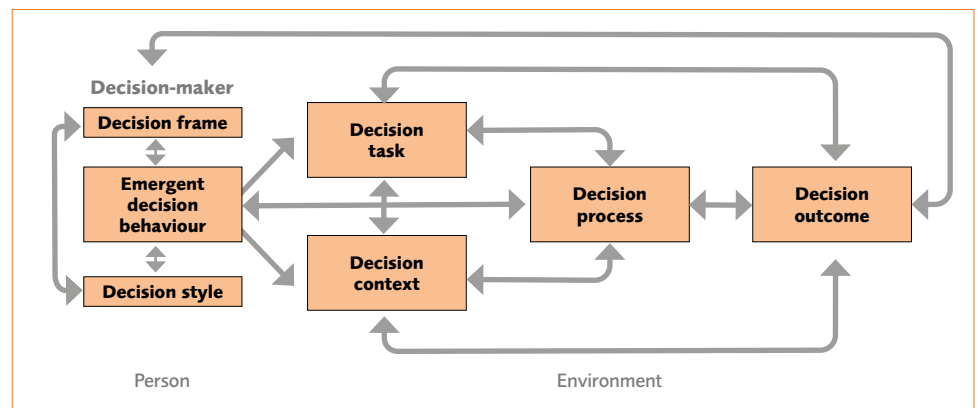 Decision-maker
Decision frame
Emergent
decision
behaviour
Decision style
Decision
task
Decision
context
Decision
process
Decision
outcome
Person
Environment